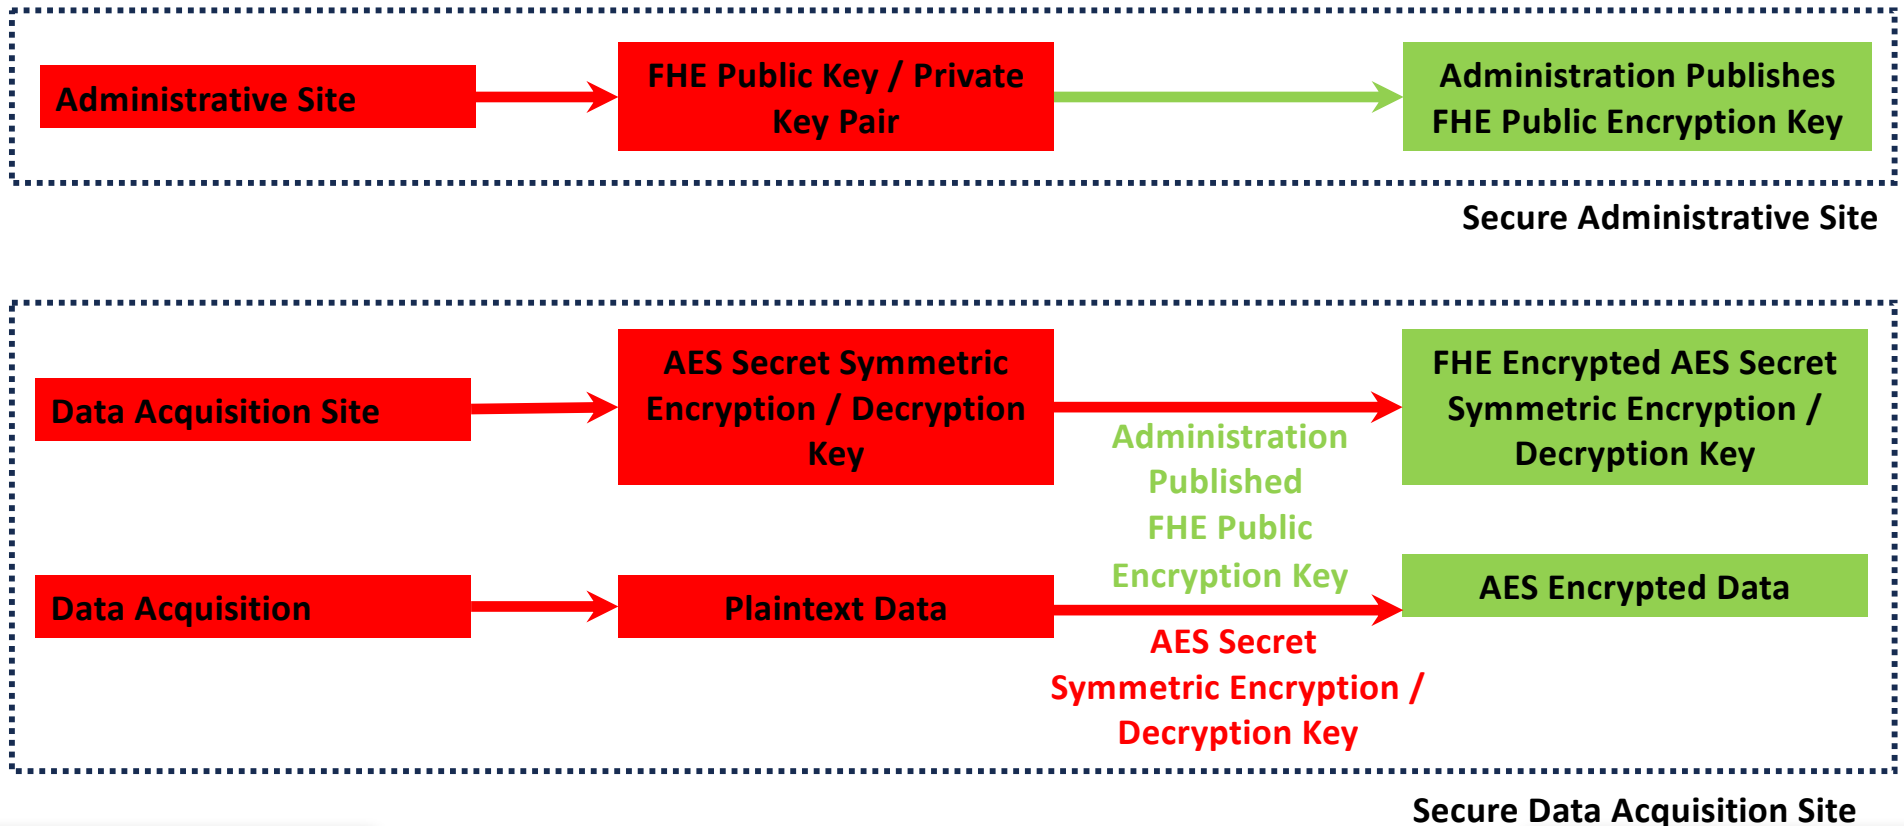 Administrative Site
FHE Public Key / Private
Key Pair
Administration Publishes
FHE Public Encryption Key
Secure Administrative Site
Data Acquisition Site
AES Secret Symmetric
Encryption / Decryption
Key
Administration
Published
FHE Public
Encryption Key
FHE Encrypted AES Secret
Symmetric Encryption /
Decryption Key
Data Acquisition
Plaintext Data
AES Secret
Symmetric Encryption /
Decryption Key
AES Encrypted Data
Secure Data Acquisition Site